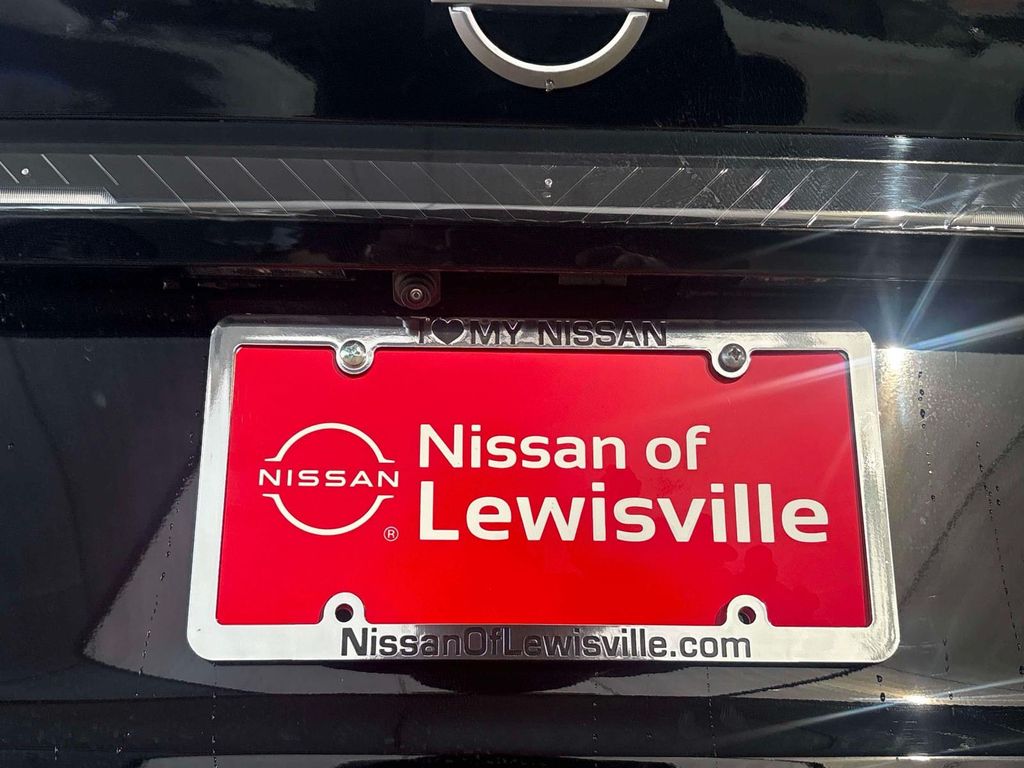 I ♥ MY NISSAN
NISSAN
®
Nissan of
Lewisville
NissanOfLewisville.com